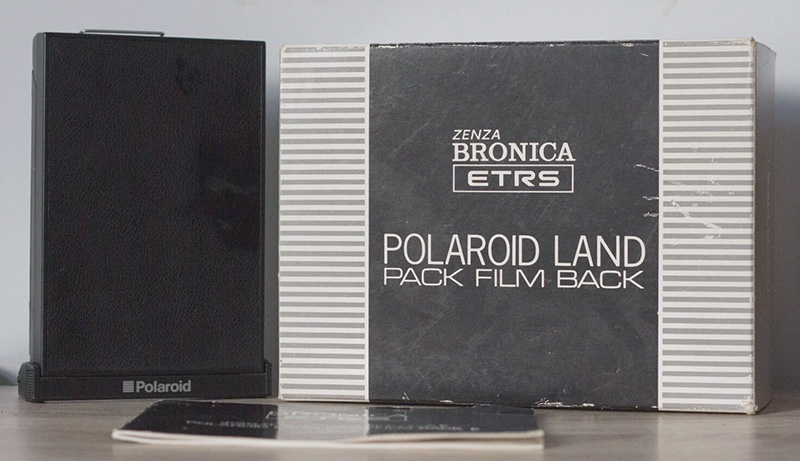 ZENZA
BRONICA
ETRS
POLAROID LAND
PACK FILM BACK
Polaroid